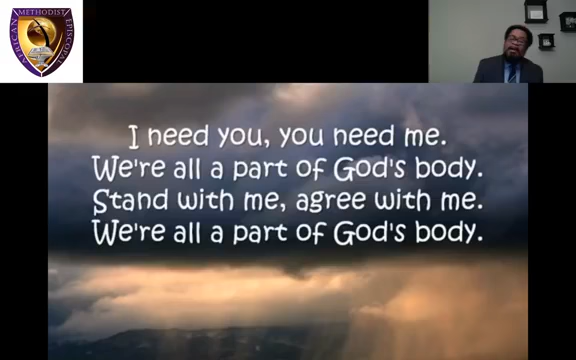 AFRICAN
METHODIST
EPISCOPAL
I need you, you need me.
We're all a part of God's body.
Stand with me, agree with me.
We're all a part of God's body.